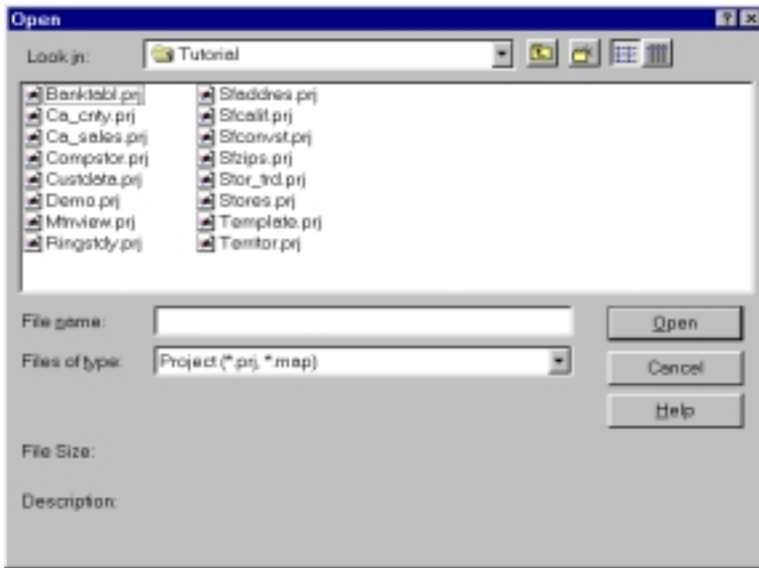 Open
Look in: Tutorial
Banktabl.prj
Ca_cnty.prj
Ca_sales.prj
Compstor.prj
Custdata.prj
Demo.prj
Mtnview.prj
Ringstdy.prj
Sfaddres.prj
Sfcalif.prj
Sfconvst.prj
Sfzips.prj
Stor_trd.prj
Stores.prj
Template.prj
Territor.prj
File name:
Open
Files of type: Project (*.prj, *.map)
Cancel
Help
File Size:
Description: